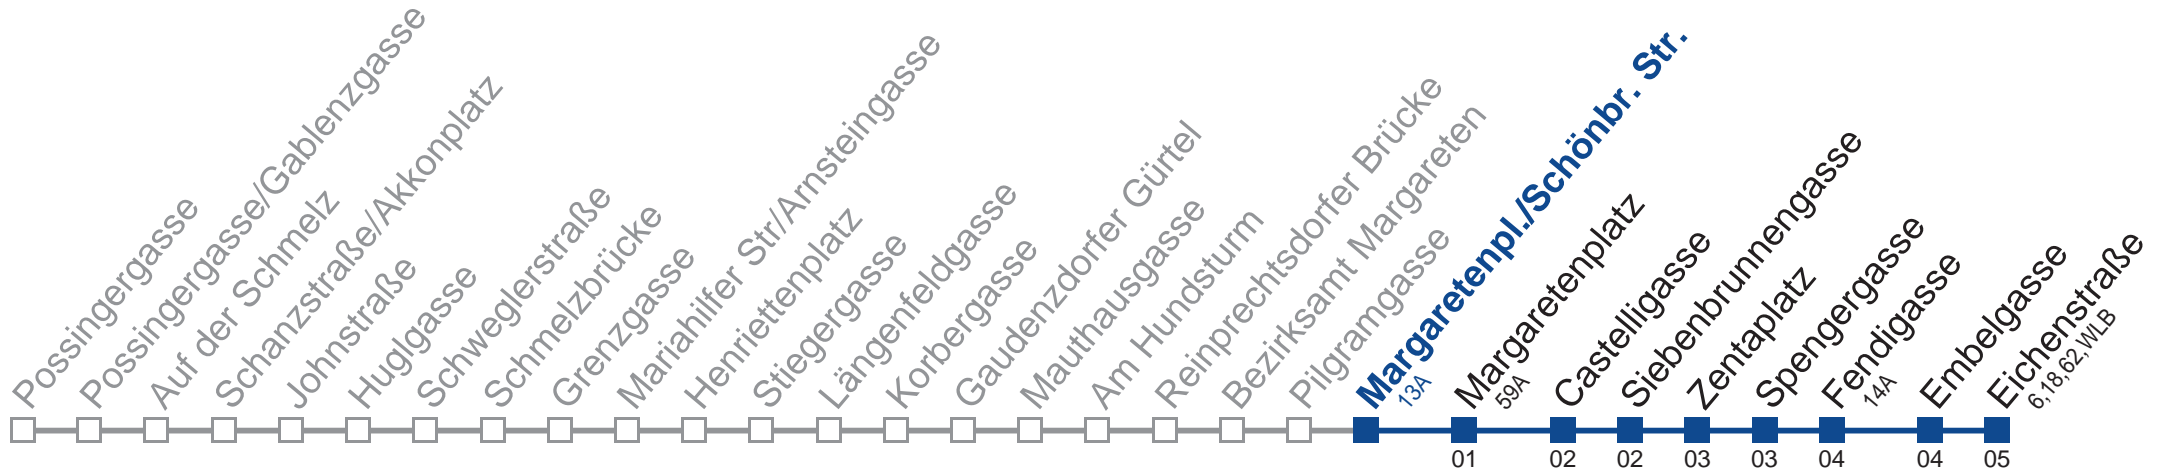 Possingergasse
Possingergasse/Gablenzgasse
Auf der Schmelz
Schanzstraße/Akkonplatz
Johnstraße
Huglgasse
Schweglerstraße
Schmelzbrücke
Grenzgasse
Mariahilfer Str/Arnsteingasse
Henriettenplatz
Stiegergasse
Längenfeldgasse
Korbergasse
Gaudenzdorfer Gürtel
Mauthausgasse
Am Hundsturm
Reinprechtsdorfer Brücke
Bezirksamt Margareten
Pilgramgasse
Margaretenpl./Schönbr. Str.
13A
Margaretenplatz
59A
Castelligasse
Siebenbrunnengasse
Zentaplatz
Spengergasse
Fendigasse
14A
Embelgasse
Eichenstraße
6,18,62,WLB
01 02 02 03 03 04 04 05